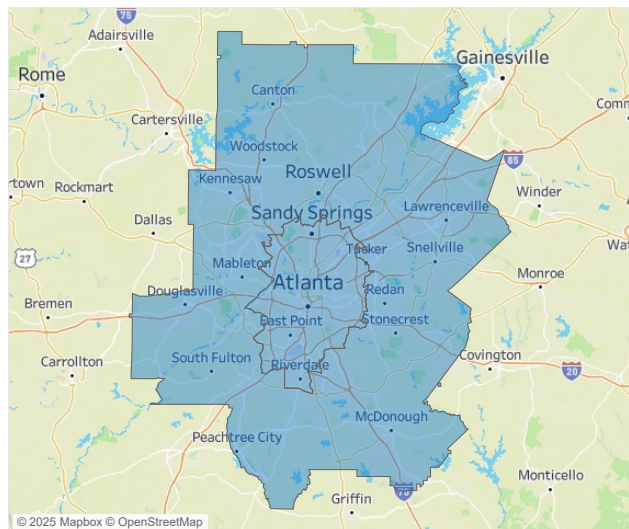 75
Adairsville
Rome
Gainesville
Canton
Comm
Cartersville
Woodstock
85
Roswell
Kennesaw
rtown
Rockmart
Winder
Lawrenceville
Sandy Springs
Dallas
Wat
Tucker
Snellville
27
Mableton
Monroe
Atlanta
Redan
Douglasville
Bremen
East Point
Stonecrest
South Fulton
Covington
Carrollton
Riverdale
20
McDonough
Peachtree City
Monticello
Griffin
© 2025 Mapbox © OpenStreetMap